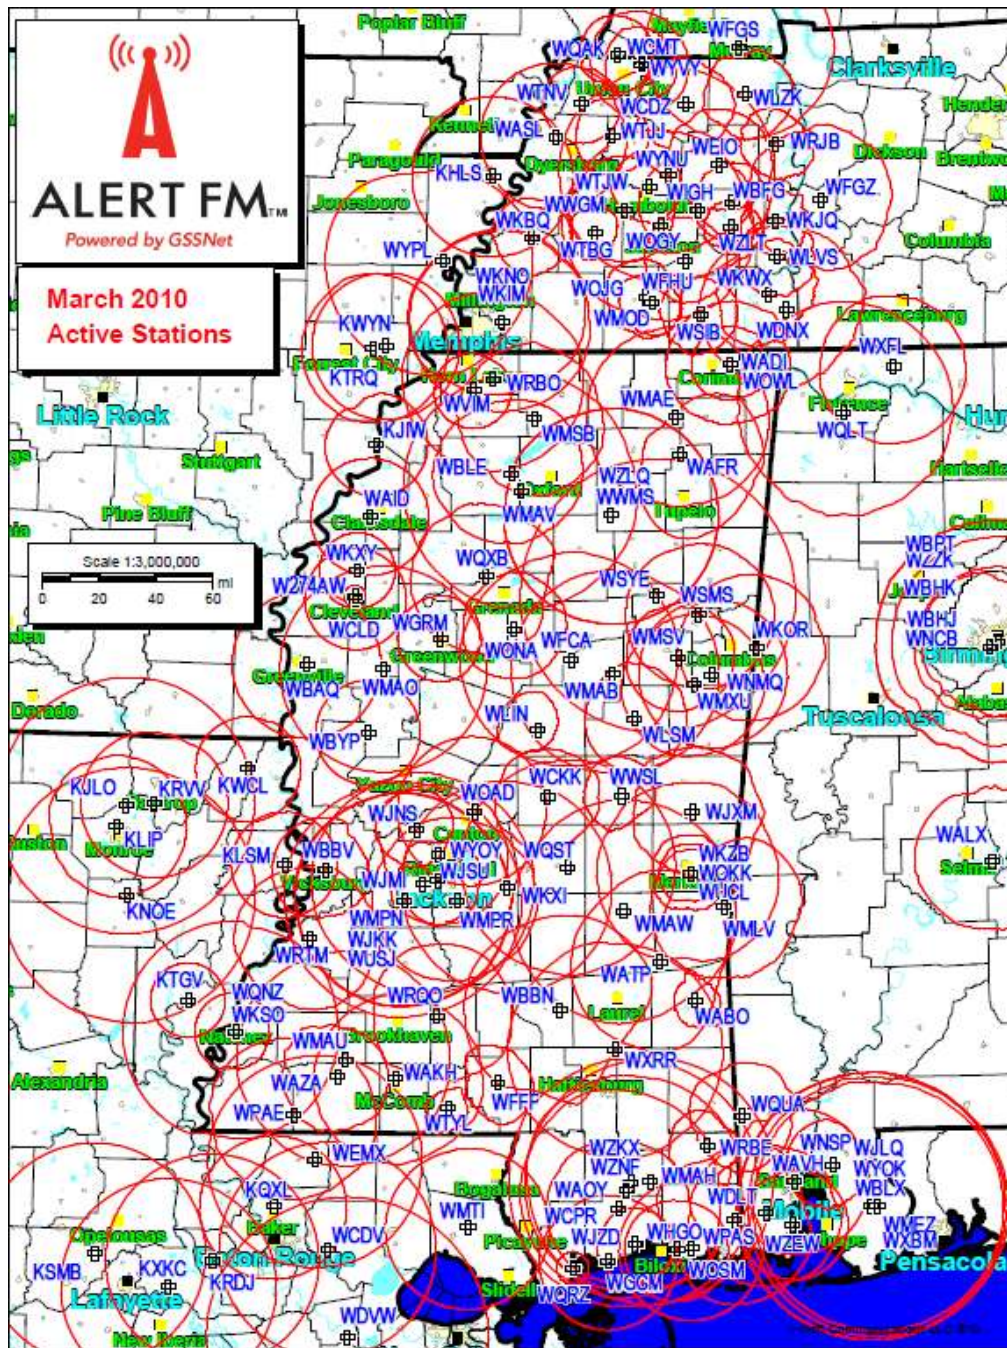 ALERT FM TM
Powered by GSSNet
March 2010
Active Stations
Scale 1:3,000,000
0 20 40 60
mi
Poplar Bluff
WFGS
WQAK
WCMT
WYVY
Clarksville
WTNV
WCDZ
WLZK
WASL
WTJJ
WEIO
WRJB
Dickson
Paragould
KHLS
WYNU
Jonesboro
WTJW
WIGH
WBFG
WFGZ
WWGM
WKBQ
WKJQ
Columbia
WTBG
WOGY
WZLT
WYPL
WLVS
WKNO
WKIM
WOJG
WFHU
WKWX
WMOD
WSIB
WDNX
Lawrenceburg
KWYN
Memphis
Forrest City
KTRQ
WRBO
WVIM
WADI
WOWL
WXFL
WMAE
Florence
WQLT
Little Rock
Stuttgart
KJIW
WMSB
WBLE
WZLQ
WWMS
WAFR
Oxford
Tupelo
Pine Bluff
WAID
Clarksdale
WMAV
WKXY
WQXB
WSYE
W274AW
Cleveland
Grenada
WSMS
WCLD
WGRM
WONA
WFCA
WMSV
WKOR
WBPT
WZZK
WBHK
WBHJ
WNCB
Greenwood
Greenville
Columbus
WBAQ
WMAO
WMAB
WNMQ
WMXU
Tuscaloosa
WLIN
WLSM
WBYP
KJLO
KRVV
KWCL
Yazoo City
WCKK
WWSL
WJNS
WOAD
WJXM
KLIP
Monroe
Canton
WALX
KLSM
WBBV
WYOY
WQST
WKZB
WOKK
WJCL
Selma
WJMI
WJSU
WKXI
KNOE
WMPN
WMPR
WMAW
WMLV
WJKK
WUSJ
WRTM
KTGV
WQNZ
WKSO
WRQO
WBBN
WATP
Laurel
WABO
Natchez
Brookhaven
WMAU
WXRR
Alexandria
WAZA
WAKH
Hattiesburg
McComb
WFFF
WPAE
WTYL
WQUA
WEMX
WZKX
WRBE
WNSP
WJLQ
WZNF
WMAH
WAVH
WYOK
Bogalusa
WAOY
WDLT
WBLX
KQXL
Baker
WMTI
WCPR
Mobile
WMEZ
WXBM
WCDV
Opelousas
Picayune
WJZD
WHGO
WPAS
WZEW
Pensacola
KSMB
KXKC
KRDJ
Baton Rouge
Slidell
WQRZ
WGCM
Biloxi
WOSM
Lafayette
WDVW
New Iberia